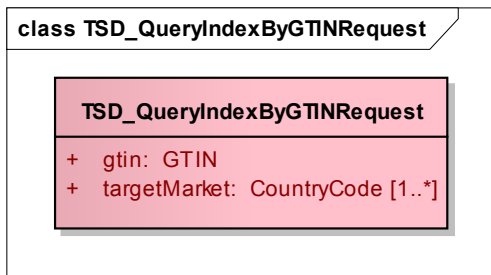 class TSD_QueryIndexByGTINRequest
TSD_QueryIndexByGTINRequest
+ gtin: GTIN
+ targetMarket: CountryCode [1..*]